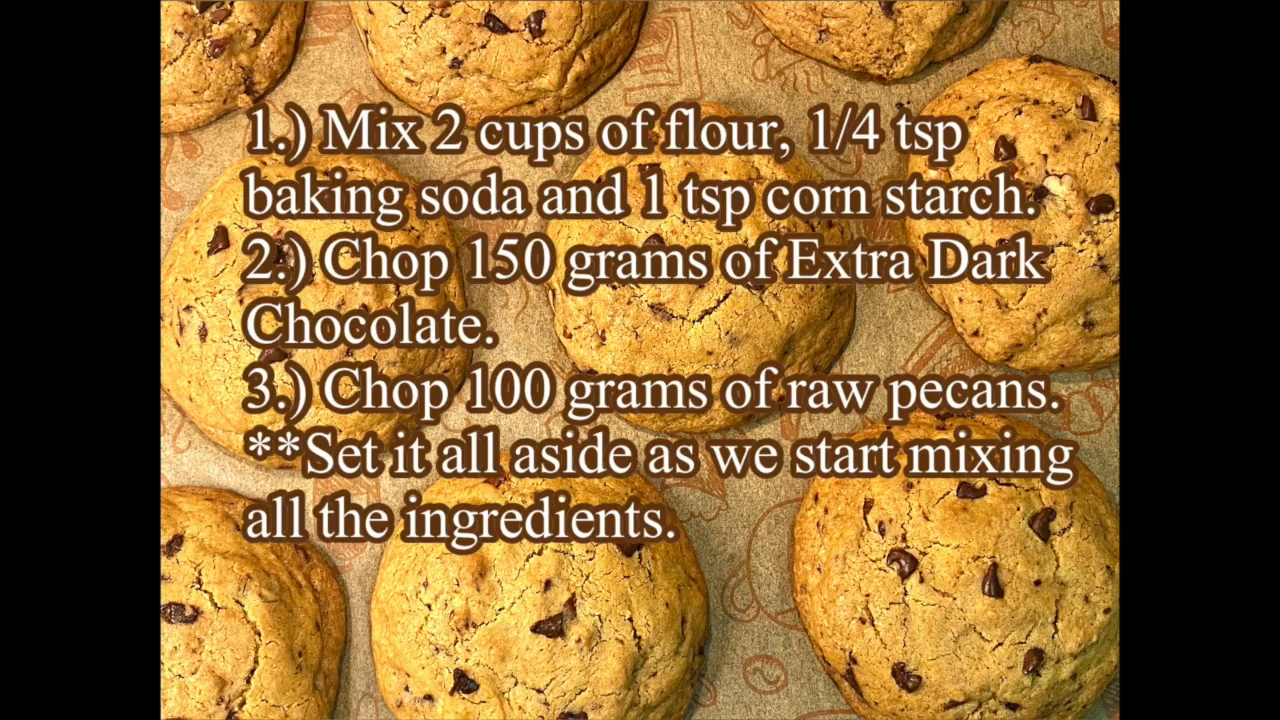 1.) Mix 2 cups of flour, 1/4 tsp
baking soda and 1 tsp corn starch.
2.) Chop 150 grams of Extra Dark
Chocolate.
3.) Chop 100 grams of raw pecans.
**Set it all aside as we start mixing
all the ingredients.